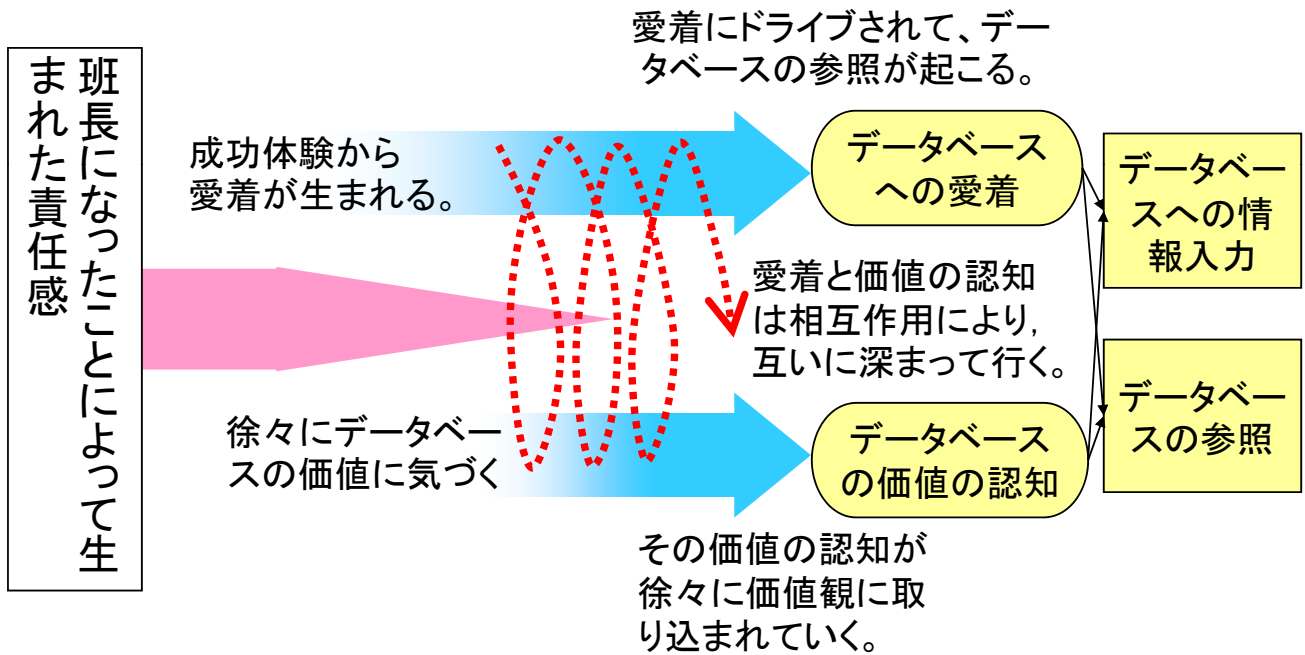 班長になったことによって生
まれた責任感
愛着にドライブされて、デー
タベースの参照が起こる。
成功体験から
愛着が生まれる。
データベース
への愛着
データベー
スへの情
報入力
愛着と価値の認知
は相互作用により,
互いに深まって行く。
徐々にデータベー
スの価値に気づく
データベース
の価値の認知
データベー
スの参照
その価値の認知が
徐々に価値観に取
り込まれていく。